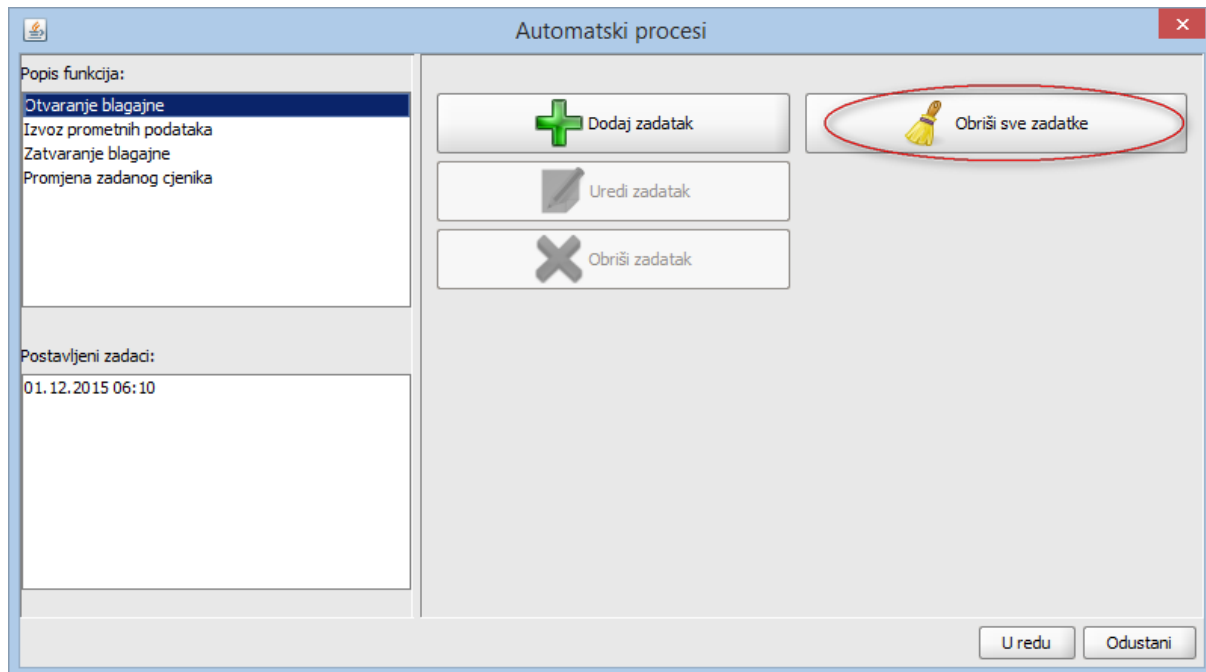 Automatski procesi
Popis funkcija:
Otvaranje blagajne
Izvoz prometnih podataka
Zatvaranje blagajne
Promjena zadanog cjenika
Postavljeni zadaci:
01.12.2015 06:10
Dodaj zadatak
Obriši sve zadatke
Uredi zadatak
Obriši zadatak
U redu
Odustani